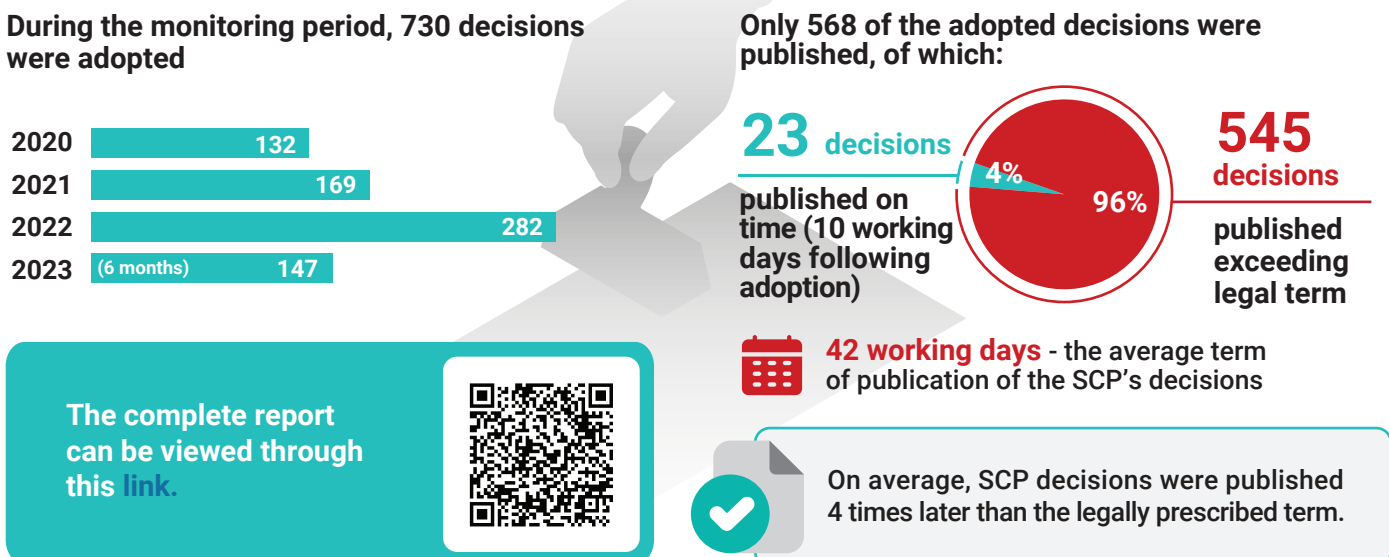 During the monitoring period, 730 decisions
were adopted
2020
132
2021
169
2022
282
2023
(6 months)
147
The complete report
can be viewed through
this link.
Only 568 of the adopted decisions were
published, of which:
23 decisions
published on
time (10 working
days following
adoption)
4%
96%
545
decisions
published
exceeding
legal term
42 working days - the average term
of publication of the SCP’s decisions
On average, SCP decisions were published
4 times later than the legally prescribed term.